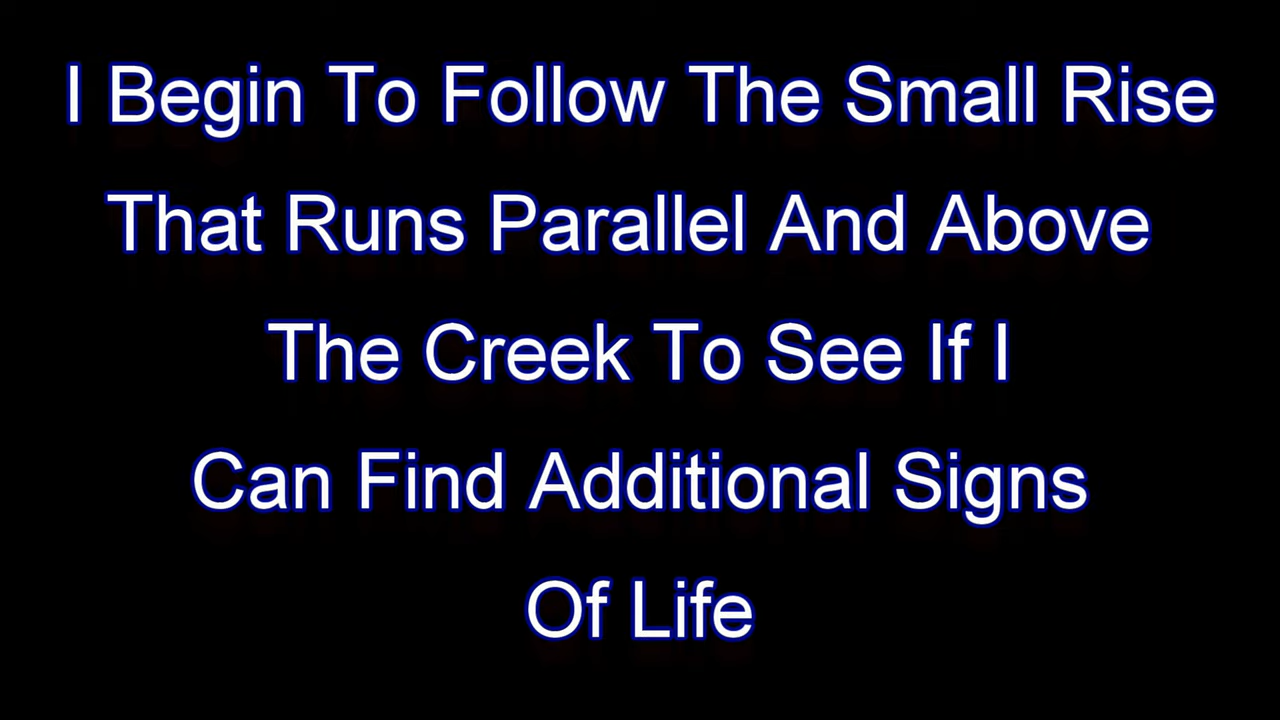 I Begin To Follow The Small Rise
That Runs Parallel And Above
The Creek To See If I
Can Find Additional Signs
Of Life